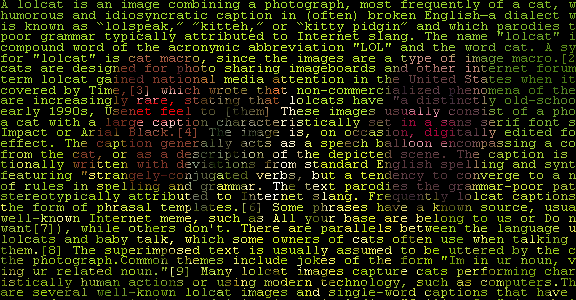 A lolcat is an image combining a photograph, most frequently of a cat, w
humorous and idiosyncratic caption in (often) broken English—a dialect w
is known as "lolspeak," "kitteh," or "kitty pidgin" and which parodies
poor grammar typically attributed to Internet slang. The name "lolcat" i
compound word of the acronymic abbreviation "LOL" and the word cat. A sy
for "lolcat" is cat macro, since the images are a type of image macro.[2
cats are designed for photo sharing imageboards and other internet forum
term lolcat gained national media attention in the United States when it
covered by Time,[3] which wrote that non-commercialized phenomena of the
are increasingly rare, stating that lolcats have "a distinctly old-schoo
early 1990s, Usenet feel to [them] These images usually consist of a pho
a cat with a large caption characteristically set in a sans serif font s
Impact or Arial Black.[4] The image is, on occasion, digitally edited fo
effect. The caption generally acts as a speech balloon encompassing a co
from the cat, or as a description of the depicted scene. The caption is
tionally written with deviations from standard English spelling and synt
featuring "strangely-conjugated verbs, but a tendency to converge to a n
of rules in spelling and grammar. The text parodies the grammar-poor pat
stereotypically attributed to Internet slang. Frequently lolcat captions
the form of phrasal templates.[6] Some phrases have a known source, usua
well-known Internet meme, such as All your base are belong to us or Do n
want[7]), while others don't. There are parallels between the language u
lolcats and baby talk, which some owners of cats often use when talking
them.[8] The superimposed text is usually assumed to be uttered by the c
the photograph.Common themes include jokes of the form "Im in ur noun, v
ing ur related noun."[9] Many lolcat images capture cats performing char
istically human actions or using modern technology, such as computers.Th
are several well-known lolcat images and single-word captions that have